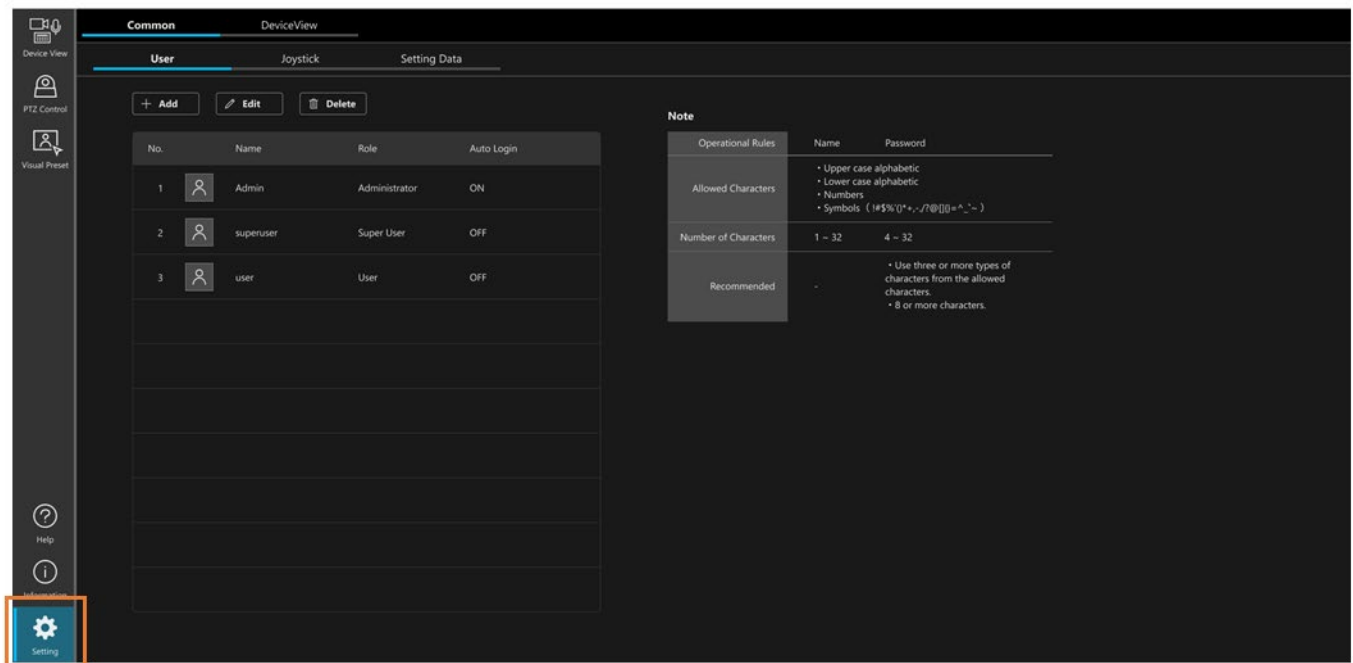 Common DeviceView
User Joystick Setting Data
Device View
PTZ Control
Visual Preset
Help
Information
Setting
+ Add Edit Delete
No. Name Role Auto Login
1 Admin Administrator ON
2 superuser Super User OFF
3 user User OFF
Note
Operational Rules Name Password
Allowed Characters
・Upper case alphabetic
・Lower case alphabetic
・Numbers
・Symbols（ !#$%'()*+,-./?@[]{}=^_`~ ）
Number of Characters 1 ~ 32 4 ~ 32
Recommended -
・Use three or more types of
characters from the allowed
characters.
・8 or more characters.